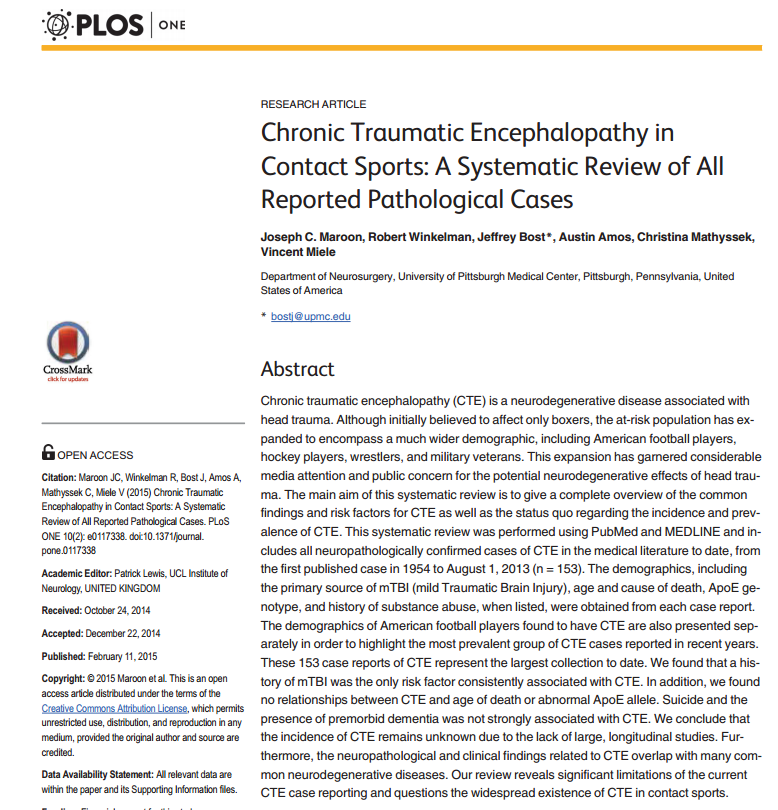 PLOS ONE
RESEARCH ARTICLE
Chronic Traumatic Encephalopathy in
Contact Sports: A Systematic Review of All
Reported Pathological Cases
Joseph C. Maroon, Robert Winkelman, Jeffrey Bost*, Austin Amos, Christina Mathyssek,
Vincent Miele
Department of Neurosurgery, University of Pittsburgh Medical Center, Pittsburgh, Pennsylvania, United
States of America
* bostj@upmc.edu
CrossMark
click for updates
OPEN ACCESS
Citation: Maroon JC, Winkelman R, Bost J, Amos A,
Mathyssek C, Miele V (2015) Chronic Traumatic
Encephalopathy in Contact Sports: A Systematic
Review of All Reported Pathological Cases. PLoS
ONE 10(2): e0117338. doi:10.1371/journal.
pone.0117338
Academic Editor: Patrick Lewis, UCL Institute of
Neurology, UNITED KINGDOM
Received: October 24, 2014
Accepted: December 22, 2014
Published: February 11, 2015
Copyright: © 2015 Maroon et al. This is an open
access article distributed under the terms of the
Creative Commons Attribution License, which permits
unrestricted use, distribution, and reproduction in any
medium, provided the original author and source are
credited.
Data Availability Statement: All relevant data are
within the paper and its Supporting Information files.
Abstract
Chronic traumatic encephalopathy (CTE) is a neurodegenerative disease associated with
head trauma. Although initially believed to affect only boxers, the at-risk population has ex-
panded to encompass a much wider demographic, including American football players,
hockey players, wrestlers, and military veterans. This expansion has garnered considerable
media attention and public concern for the potential neurodegenerative effects of head trau-
ma. The main aim of this systematic review is to give a complete overview of the common
findings and risk factors for CTE as well as the status quo regarding the incidence and prev-
alence of CTE. This systematic review was performed using PubMed and MEDLINE and in-
cludes all neuropathologically confirmed cases of CTE in the medical literature to date, from
the first published case in 1954 to August 1, 2013 (n = 153). The demographics, including
the primary source of mTBI (mild Traumatic Brain Injury), age and cause of death, ApoE ge-
notype, and history of substance abuse, when listed, were obtained from each case report.
The demographics of American football players found to have CTE are also presented sep-
arately in order to highlight the most prevalent group of CTE cases reported in recent years.
These 153 case reports of CTE represent the largest collection to date. We found that a his-
tory of mTBI was the only risk factor consistently associated with CTE. In addition, we found
no relationships between CTE and age of death or abnormal ApoE allele. Suicide and the
presence of premorbid dementia was not strongly associated with CTE. We conclude that
the incidence of CTE remains unknown due to the lack of large, longitudinal studies. Fur-
thermore, the neuropathological and clinical findings related to CTE overlap with many com-
mon neurodegenerative diseases. Our review reveals significant limitations of the current
CTE case reporting and questions the widespread existence of CTE in contact sports.